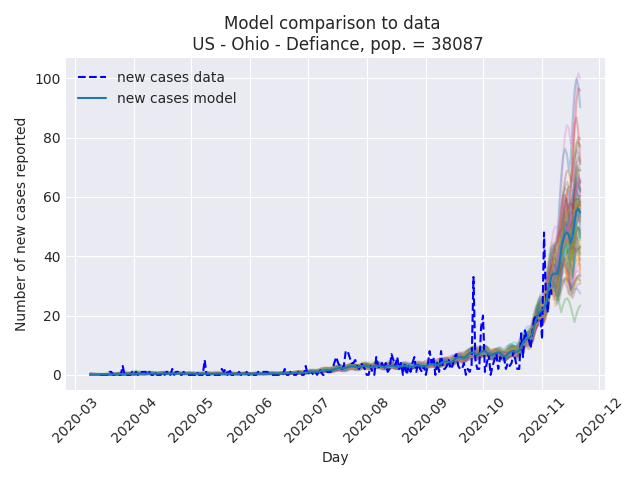 Model comparison to data
US - Ohio - Defiance, pop. = 38087
new cases data
new cases model
Number of new cases reported
100
80
60
40
20
0
2020-03
2020-04
2020-05
2020-06
2020-07
2020-08
2020-09
2020-10
2020-11
2020-12
Day